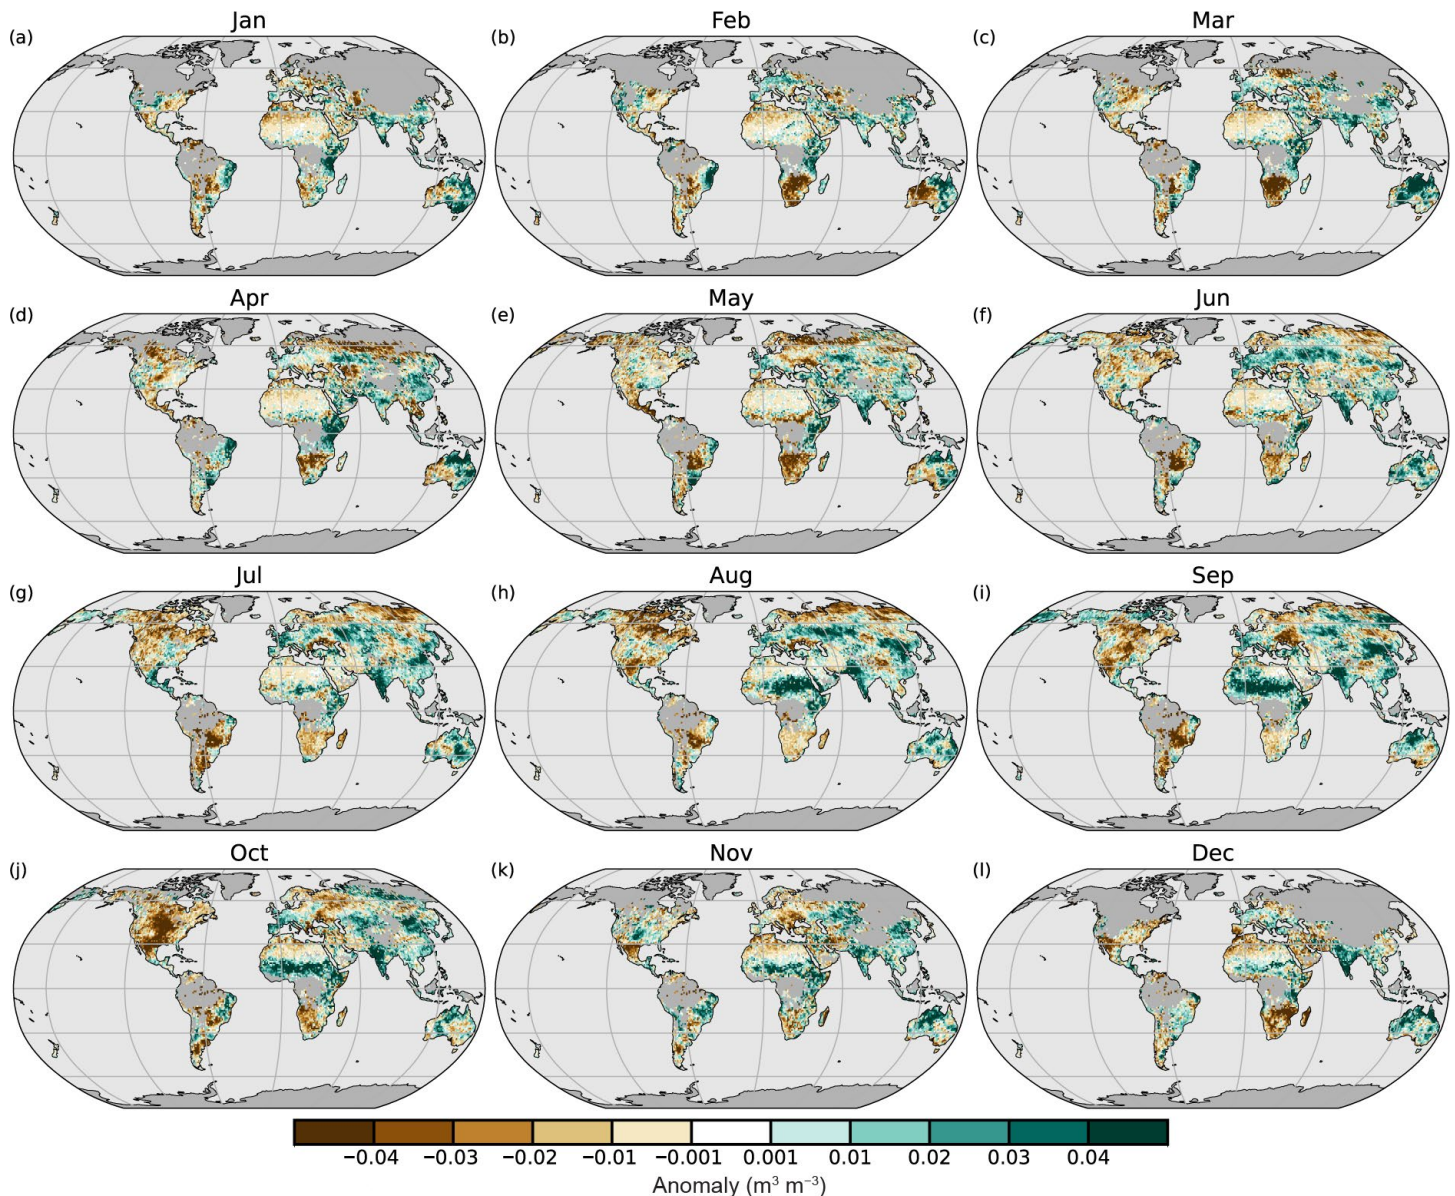 Jan
Feb
Mar
(a)
(b)
(c)
Apr
May
Jun
(d)
(e)
(f)
Jul
Aug
Sep
(g)
(h)
(i)
Oct
Nov
Dec
(j)
(k)
(l)
−0.04 −0.03 −0.02 −0.01 −0.001 0.001 0.01 0.02 0.03 0.04
Anomaly (m³ m⁻³)